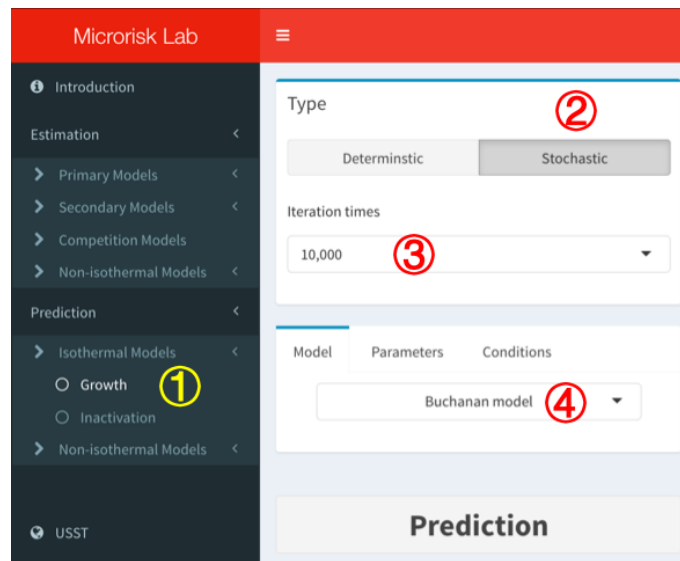 Microrisk Lab
Introduction
Estimation
Primary Models
Secondary Models
Competition Models
Non-isothermal Models
Prediction
Isothermal Models
Growth ①
Inactivation
Non-isothermal Models
USST
Type
②
Determinstic Stochastic
Iteration times
10,000 ③
Model Parameters Conditions
Buchanan model ④
Prediction